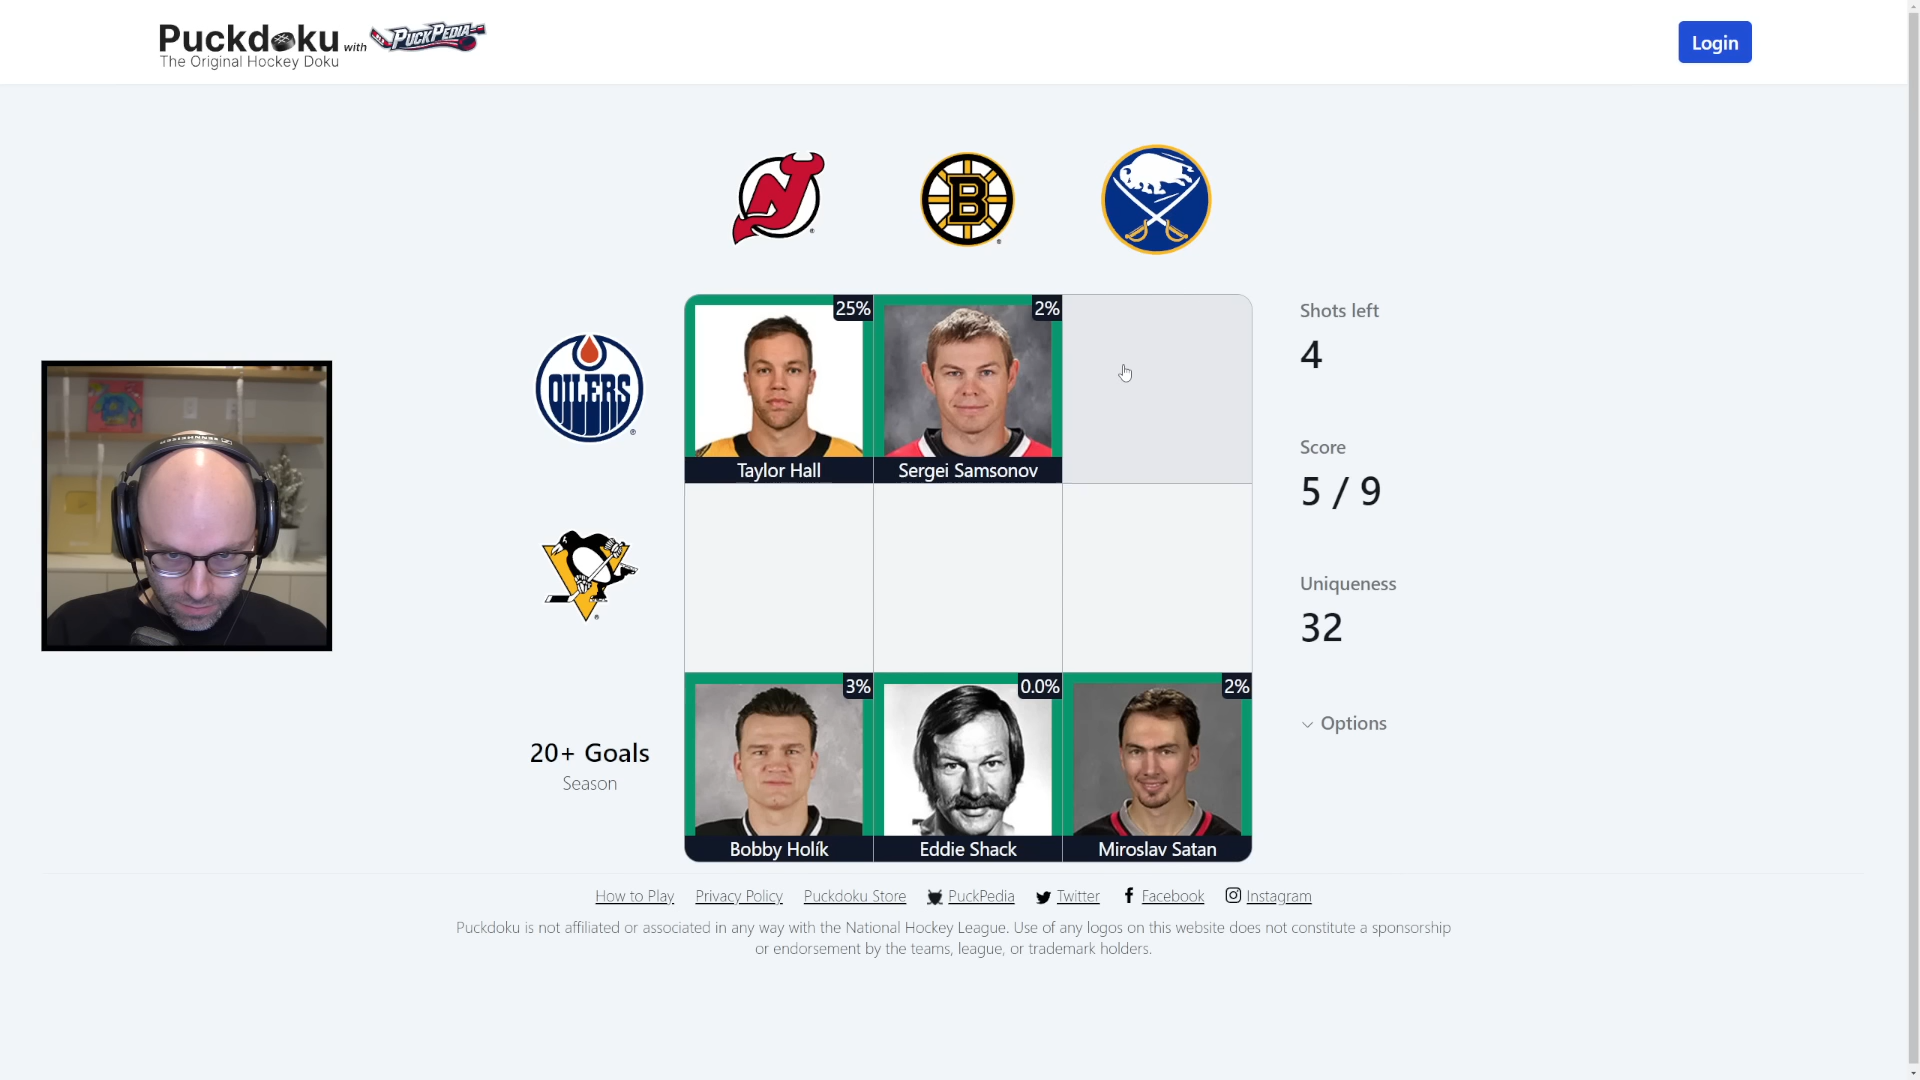 Puckdoku with PUCKPEDIA
The Original Hockey Doku
Login
B
OILERS
25%
2%
Taylor Hall
Sergei Samsonov
Shots left
4
Score
5 / 9
Uniqueness
32
Options
20+ Goals
Season
3%
0.0%
2%
Bobby Holík
Eddie Shack
Miroslav Satan
How to Play
Privacy Policy
Puckdoku Store
PuckPedia
Twitter
Facebook
Instagram
Puckdoku is not affiliated or associated in any way with the National Hockey League. Use of any logos on this website does not constitute a sponsorship
or endorsement by the teams, league, or trademark holders.